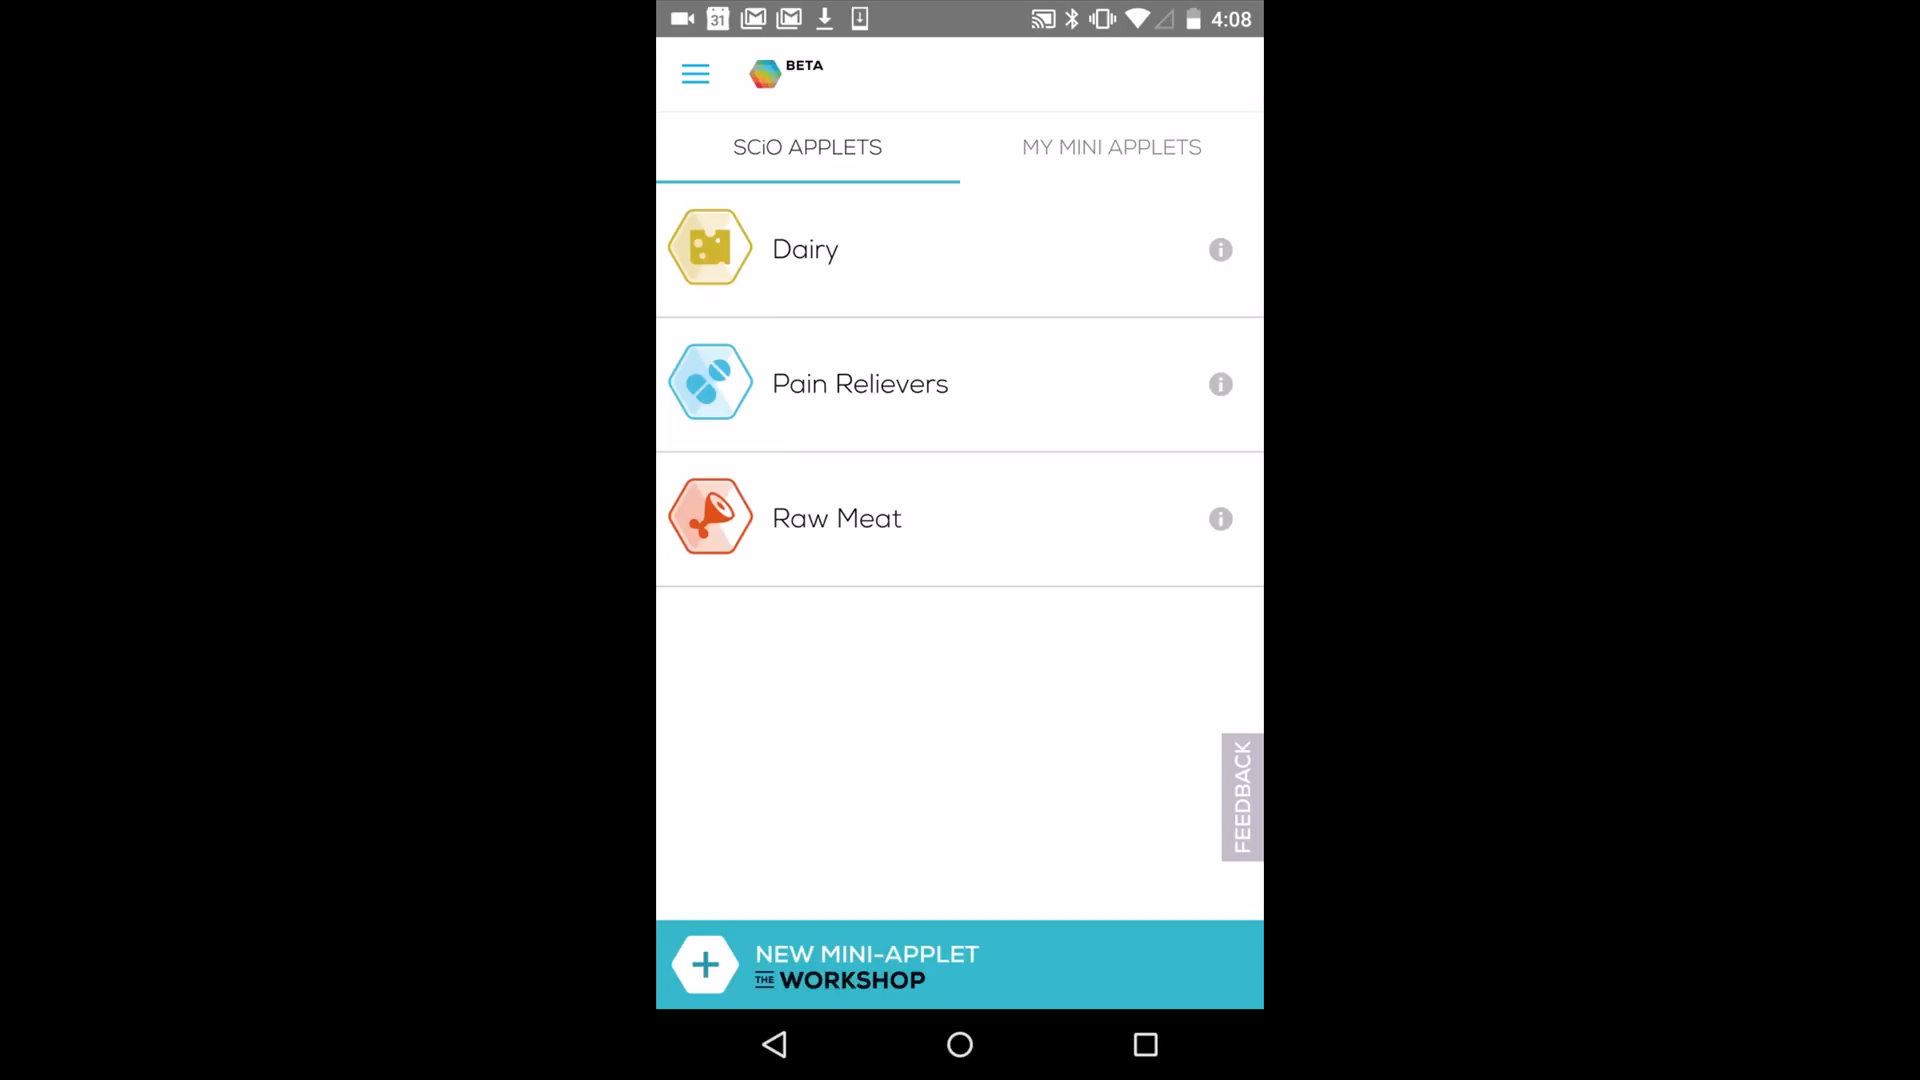 31
4:08
BETA
SCiO APPLETS
MY MINI APPLETS
Dairy
Pain Relievers
Raw Meat
FEEDBACK
NEW MINI-APPLET
THE WORKSHOP